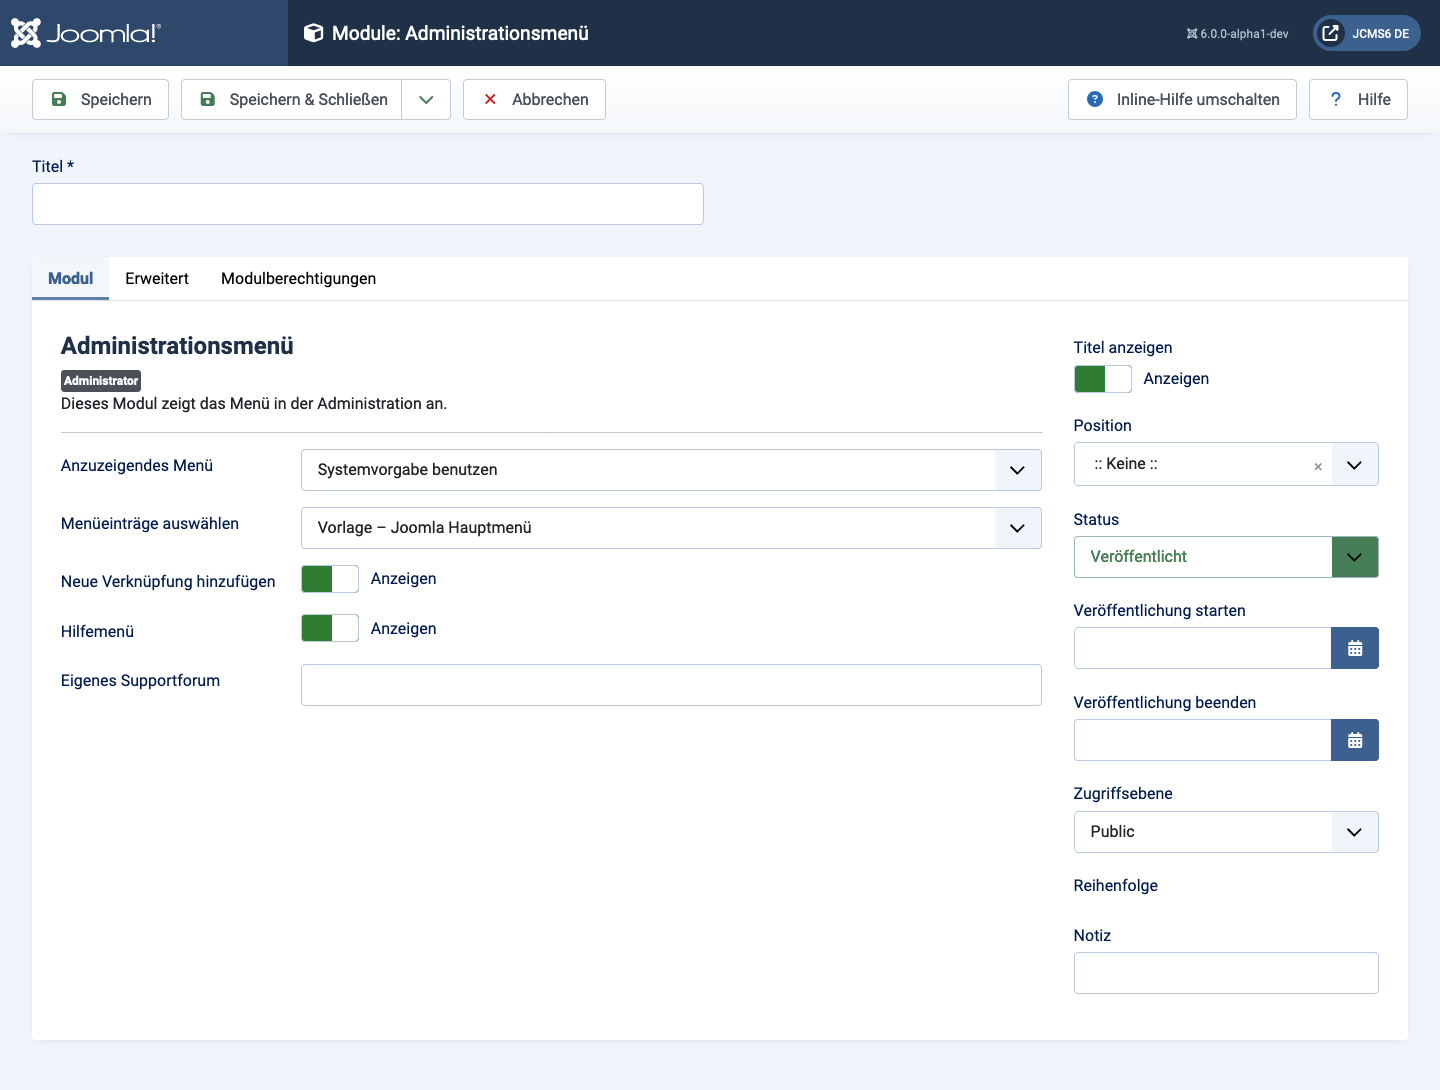 Joomla!®
Module: Administrationsmenü
6.0.0-alpha1-dev
JCMS6 DE
Speichern
Speichern & Schließen
Abbrechen
Inline-Hilfe umschalten
Hilfe
Titel *
Modul
Erweitert
Modulberechtigungen
Administrationsmenü
Administrator
Dieses Modul zeigt das Menü in der Administration an.
Anzuzeigendes Menü
Systemvorgabe benutzen
Menüeinträge auswählen
Vorlage – Joomla Hauptmenü
Neue Verknüpfung hinzufügen
Anzeigen
Hilfemenü
Anzeigen
Eigenes Supportforum
Titel anzeigen
Anzeigen
Position
:: Keine ::
Status
Veröffentlicht
Veröffentlichung starten
Veröffentlichung beenden
Zugriffsebene
Public
Reihenfolge
Notiz